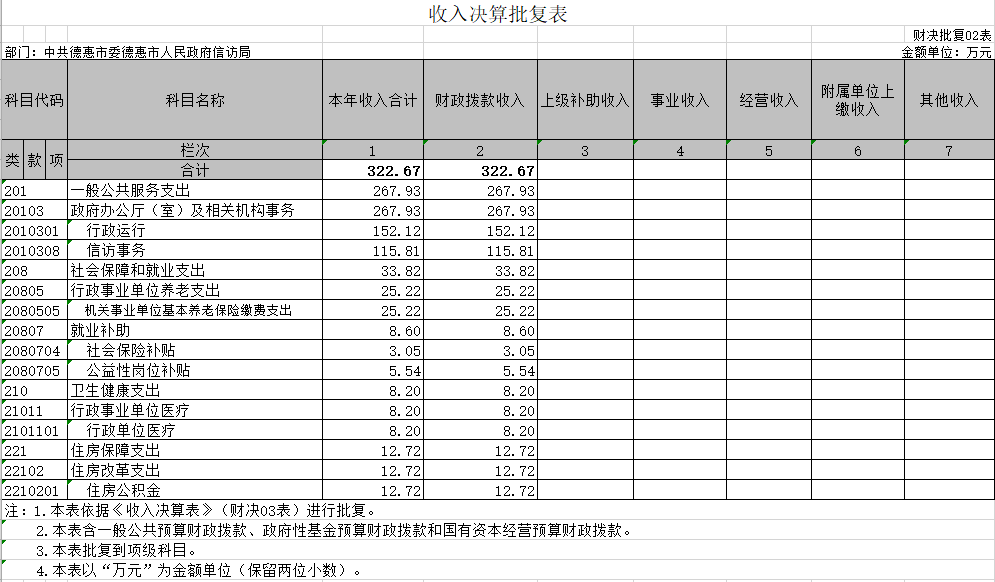 收入决算批复表
财决批复02表
部门：中共德惠市委德惠市人民政府信访局 金额单位：万元
科目代码 科目名称 本年收入合计 财政拨款收入 上级补助收入 事业收入 经营收入 附属单位上缴收入 其他收入
类 款 项 栏次 1 2 3 4 5 6 7
合计 322.67 322.67
201 一般公共服务支出 267.93 267.93
20103 政府办公厅（室）及相关机构事务 267.93 267.93
2010301 行政运行 152.12 152.12
2010308 信访事务 115.81 115.81
208 社会保障和就业支出 33.82 33.82
20805 行政事业单位养老支出 25.22 25.22
2080505 机关事业单位基本养老保险缴费支出 25.22 25.22
20807 就业补助 8.60 8.60
2080704 社会保险补贴 3.05 3.05
2080705 公益性岗位补贴 5.54 5.54
210 卫生健康支出 8.20 8.20
21011 行政事业单位医疗 8.20 8.20
2101101 行政单位医疗 8.20 8.20
221 住房保障支出 12.72 12.72
22102 住房改革支出 12.72 12.72
2210201 住房公积金 12.72 12.72
注：1.本表依据《收入决算表》（财决03表）进行批复。
2.本表含一般公共预算财政拨款、政府性基金预算财政拨款和国有资本经营预算财政拨款。
3.本表批复到项级科目。
4.本表以“万元”为金额单位（保留两位小数）。